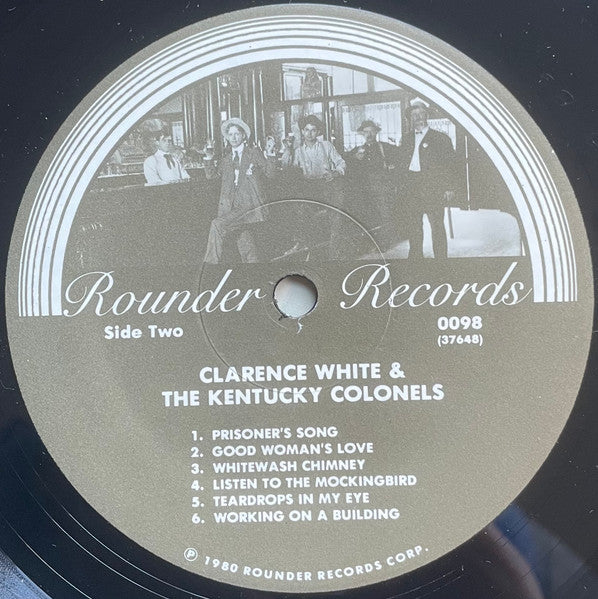 Rounder Records
Side Two
0098
(37648)
CLARENCE WHITE &
THE KENTUCKY COLONELS
1. PRISONER'S SONG
2. GOOD WOMAN'S LOVE
3. WHITEWASH CHIMNEY
4. LISTEN TO THE MOCKINGBIRD
5. TEARDROPS IN MY EYE
6. WORKING ON A BUILDING
℗ 1980 ROUNDER RECORDS CORP.